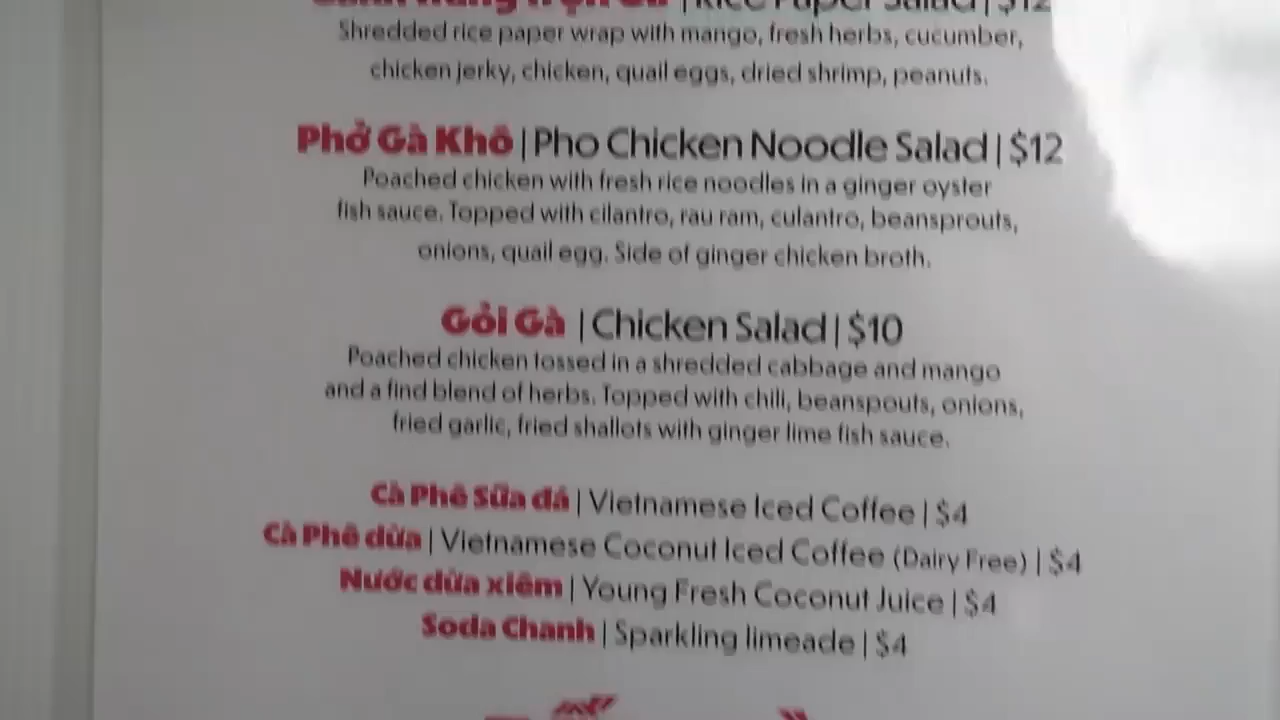 Rice Paper Salad | $12
Shredded rice paper wrap with mango, fresh herbs, cucumber,
chicken jerky, chicken, quail eggs, dried shrimp, peanuts.
Phở Gà Khô | Pho Chicken Noodle Salad | $12
Poached chicken with fresh rice noodles in a ginger oyster
fish sauce. Topped with cilantro, rau ram, culantro, beansprouts,
onions, quail egg. Side of ginger chicken broth.
Gỏi Gà | Chicken Salad | $10
Poached chicken tossed in a shredded cabbage and mango
and a find blend of herbs. Topped with chili, beanspouts, onions,
fried garlic, fried shallots with ginger lime fish sauce.
Cà Phê Sữa đá | Vietnamese Iced Coffee | $4
Cà Phê dừa | Vietnamese Coconut Iced Coffee (Dairy Free) | $4
Nước dừa xiêm | Young Fresh Coconut Juice | $4
Soda Chanh | Sparkling limeade | $4